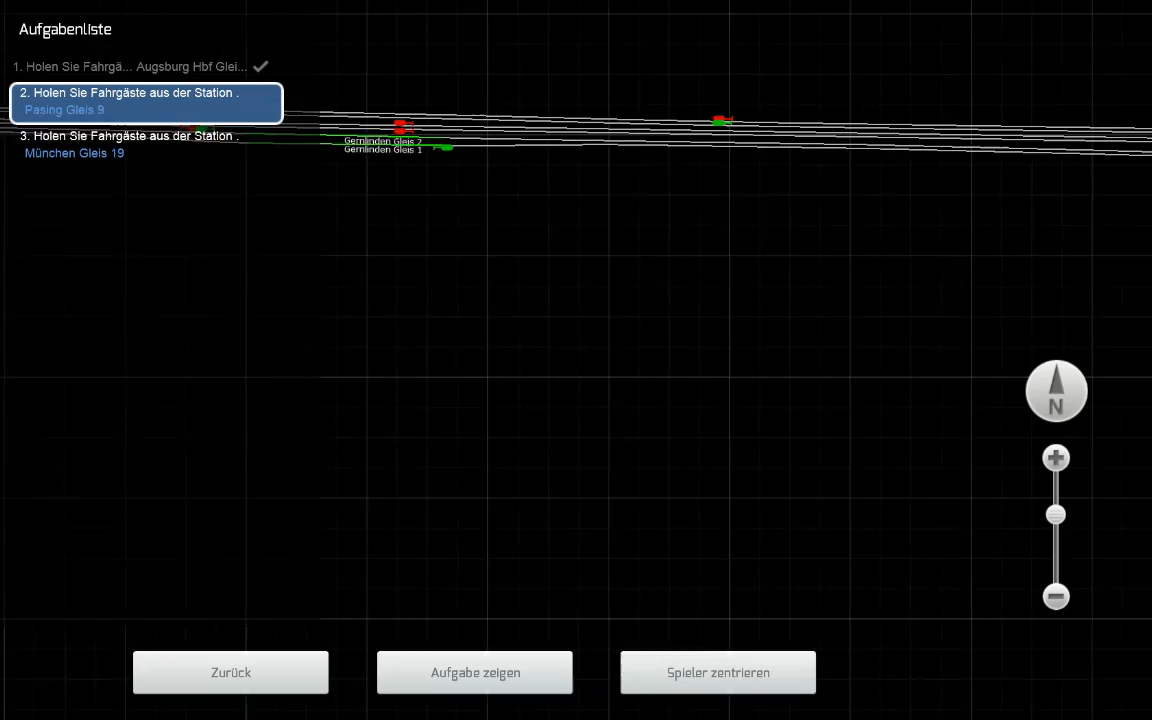 Aufgabenliste
1. Holen Sie Fahrgä... Augsburg Hbf Glei...
2. Holen Sie Fahrgäste aus der Station .
Pasing Gleis 9
3. Holen Sie Fahrgäste aus der Station .
München Gleis 19
Gernlinden Gleis 2
Gernlinden Gleis 1
N
Zurück
Aufgabe zeigen
Spieler zentrieren